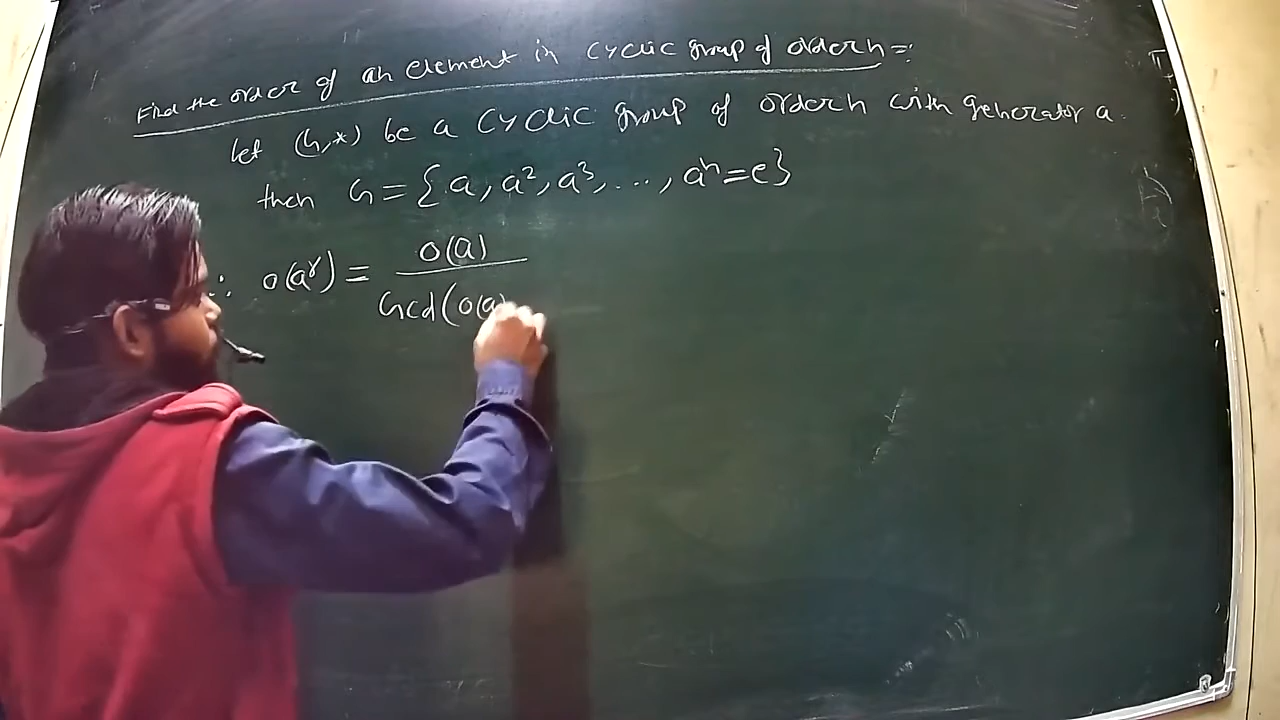 Find the order of an element in cyclic group of order n =:
Let (G,*) be a cyclic group of order n with generator a.
then G = {a, a², a³, ..., aⁿ = e}
∴ o(aʳ) = o(a)
Gcd(o(a)